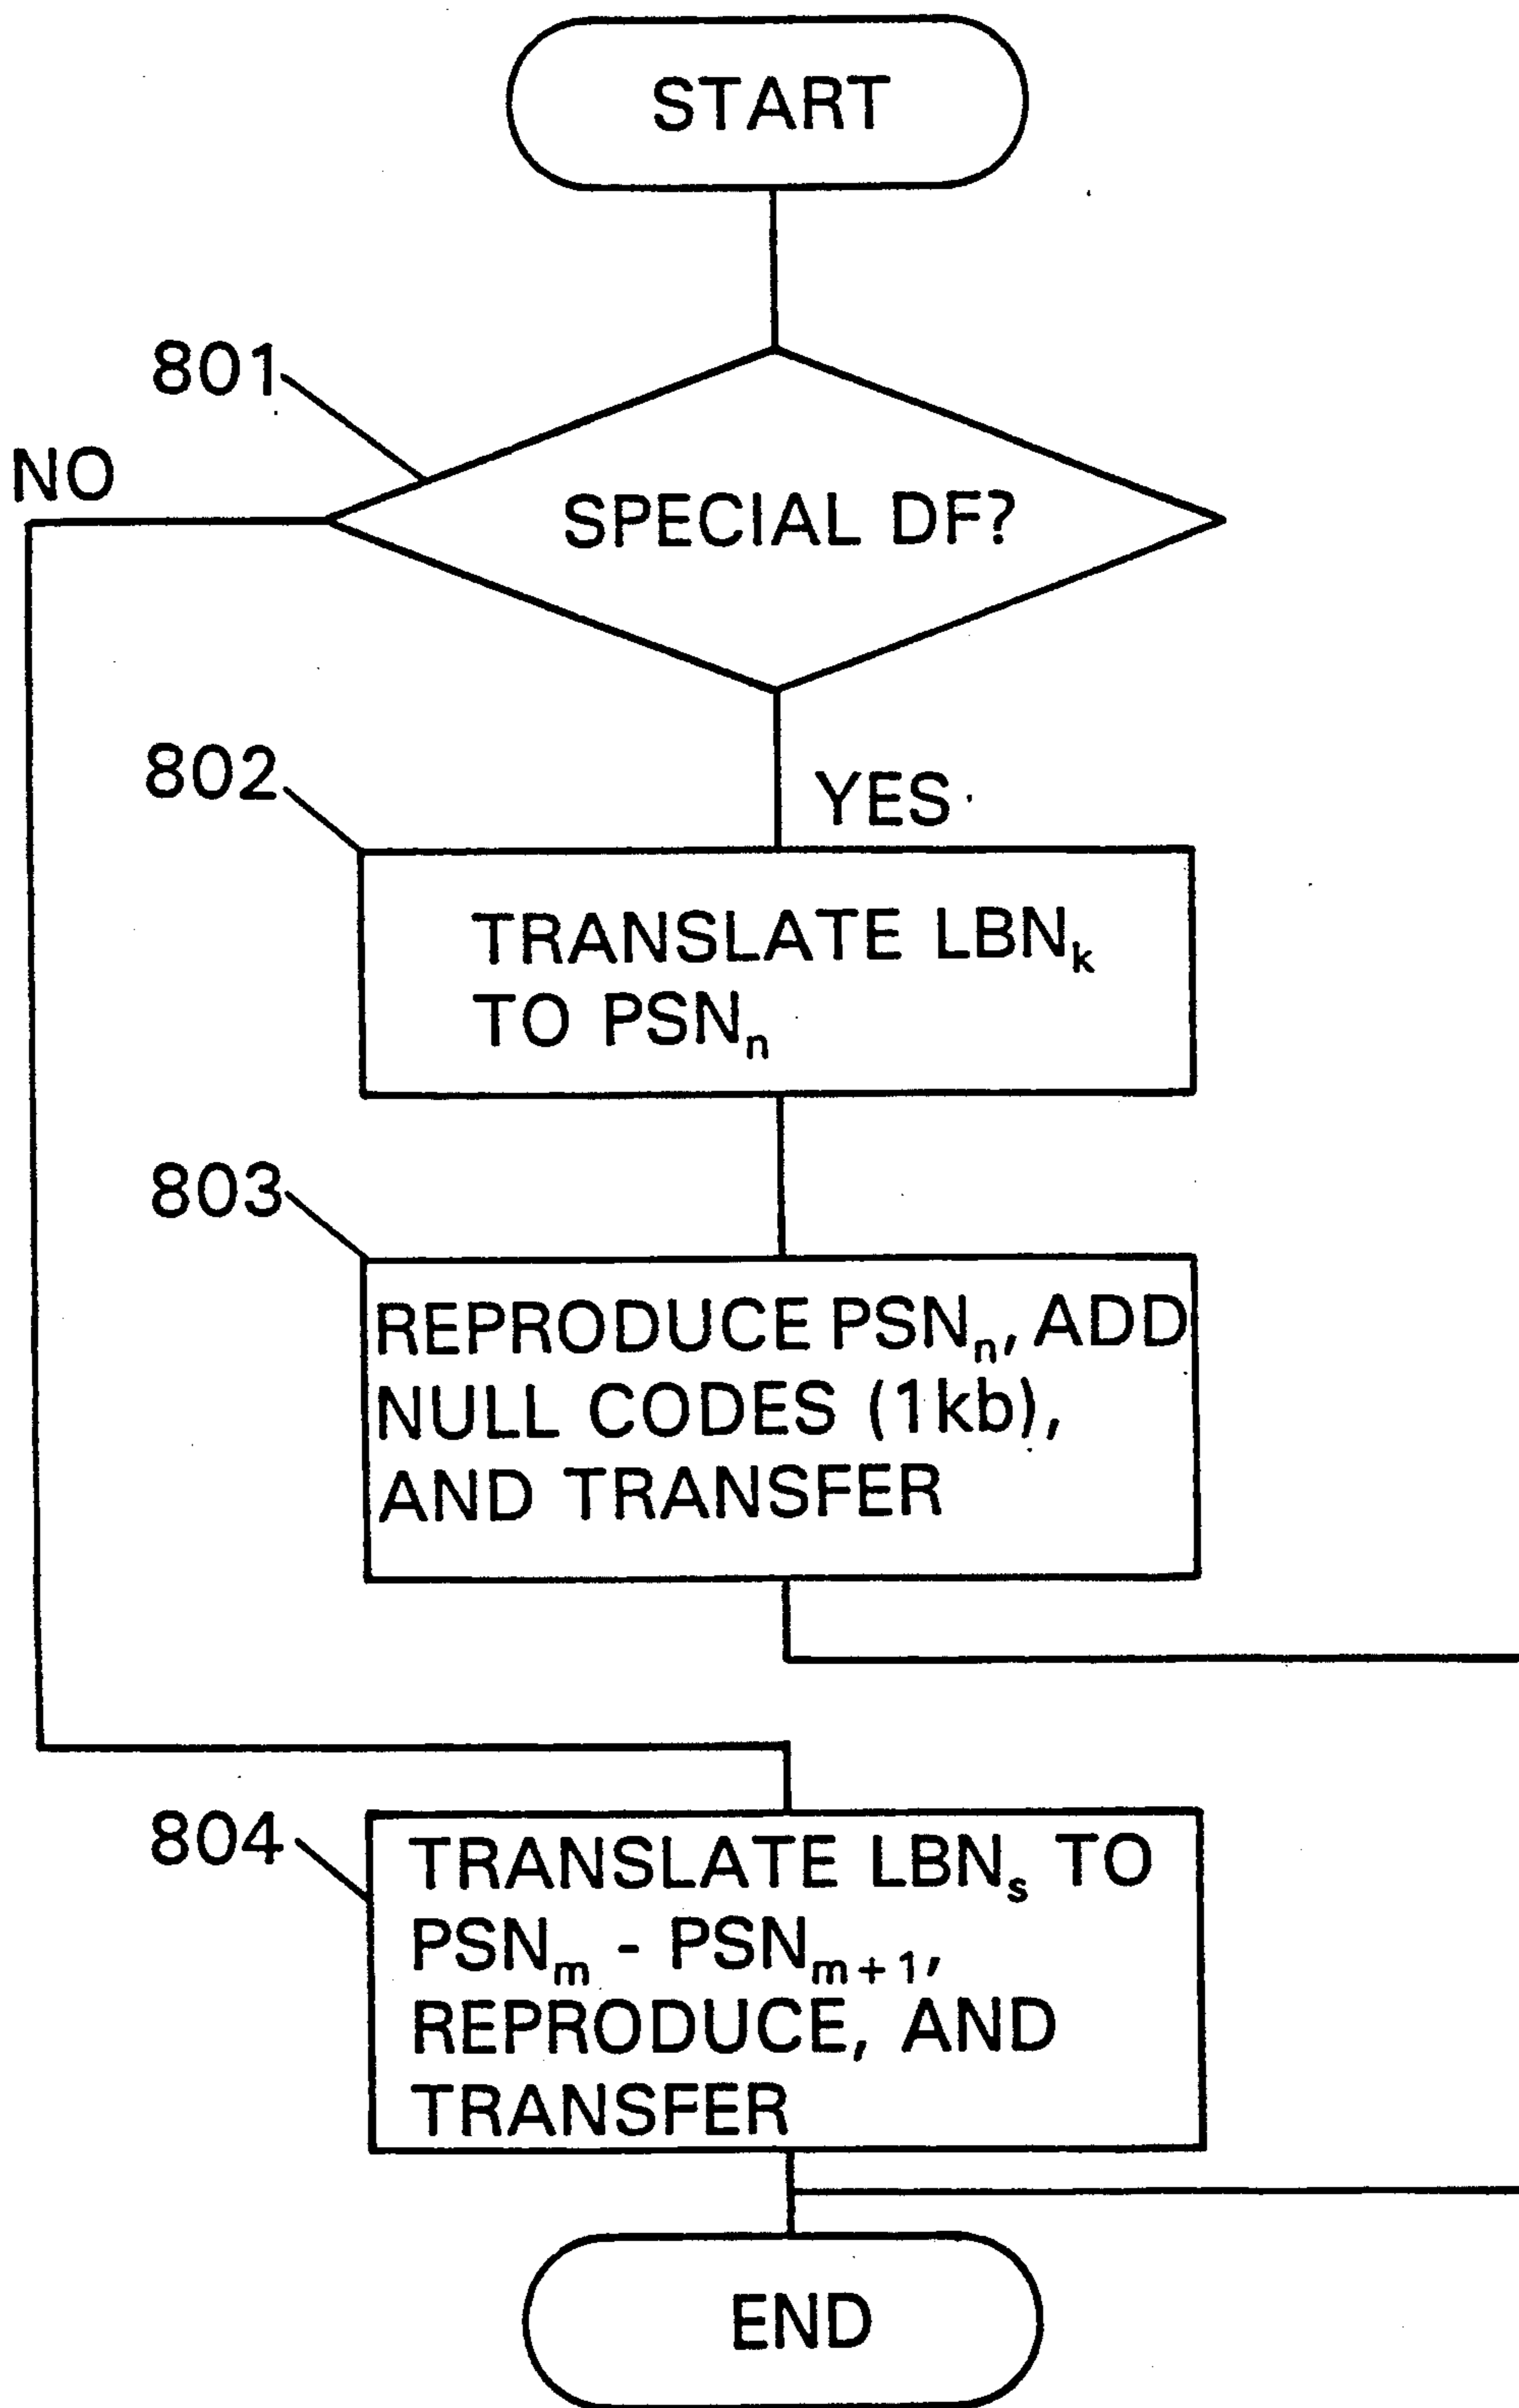 START
801
NO
SPECIAL DF?
802
YES
TRANSLATE LBNₖ
TO PSNₙ
803
REPRODUCE PSNₙ, ADD
NULL CODES (1kb),
AND TRANSFER
804
TRANSLATE LBNₛ TO
PSNₘ - PSNₘ₊₁,
REPRODUCE, AND
TRANSFER
END